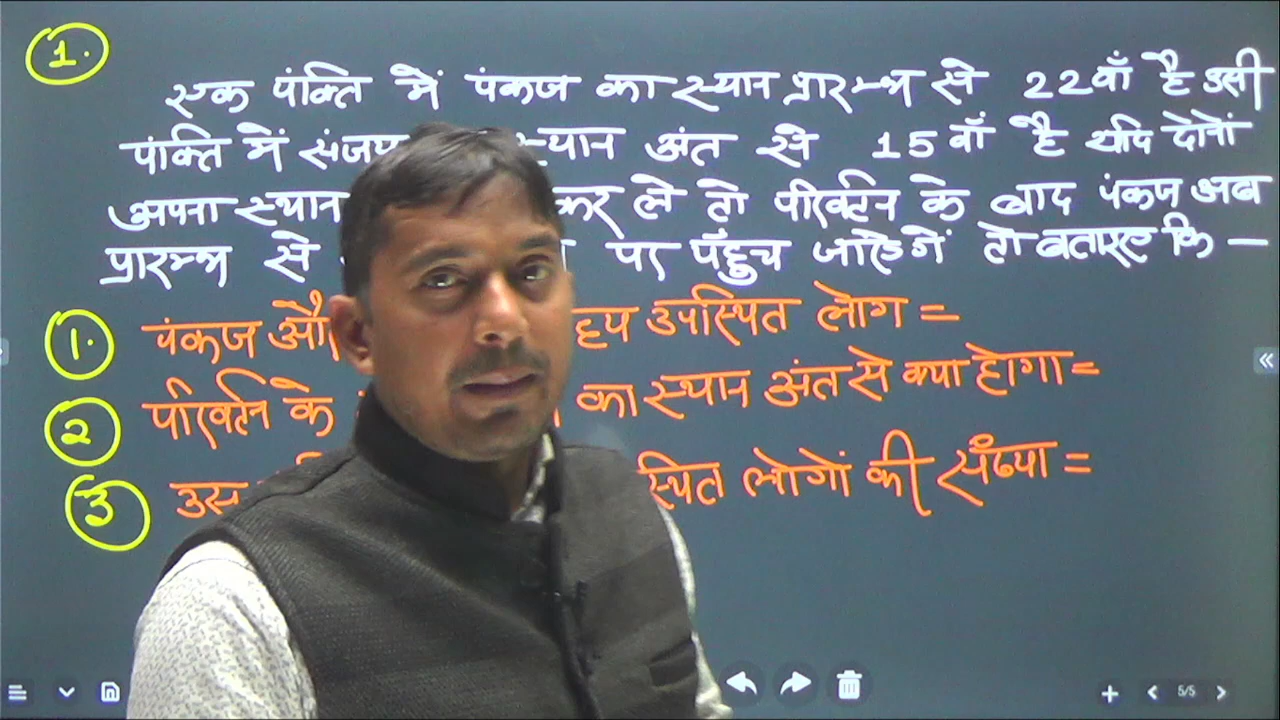 1.
एक पंक्ति में पंकज का स्थान प्रारम्भ से 22वाँ है उसी
पंक्ति में संजय स्थान अंत से 15वाँ है यदि दोनों
अपना स्थान कर ले तो परिवर्तन के बाद पंकज अब
प्रारम्भ से पर पहुँच जाऐगें तो बताइए कि –
1. पंकज औ उपस्थित लोग =
2 परिवर्तन के का स्थान अंत से क्या होगा =
3 उस स्थित लोगों की संख्या =
5/5